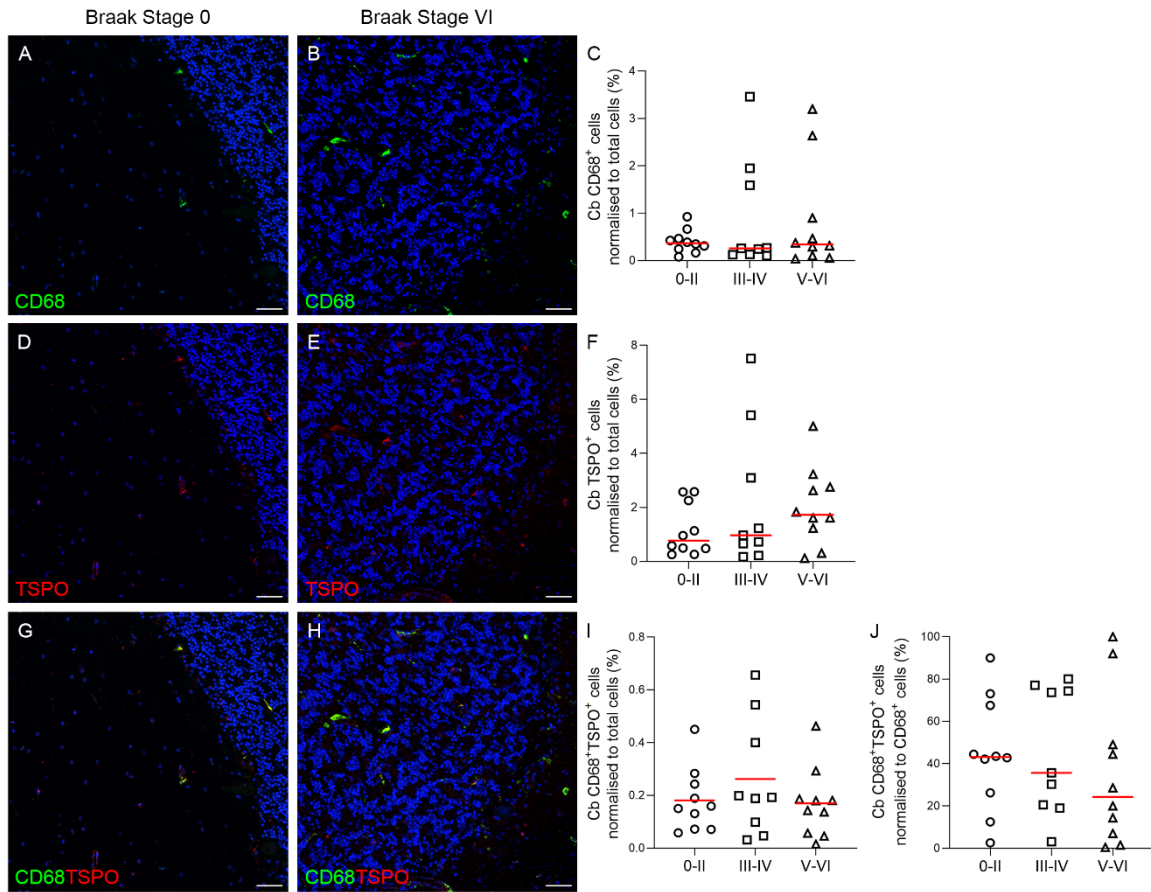 Braak Stage 0
Braak Stage VI
A
CD68
B
CD68
C
Cb CD68⁺ cells
normalised to total cells (%)
4
3
2
1
0
0-II
III-IV
V-VI
D
TSPO
E
TSPO
F
Cb TSPO⁺ cells
normalised to total cells (%)
8
6
4
2
0
0-II
III-IV
V-VI
G
CD68TSPO
H
CD68TSPO
I
Cb CD68⁺TSPO⁺ cells
normalised to total cells (%)
0.8
0.6
0.4
0.2
0.0
0-II
III-IV
V-VI
J
Cb CD68⁺TSPO⁺ cells
normalised to CD68⁺ cells (%)
100
80
60
40
20
0
0-II
III-IV
V-VI